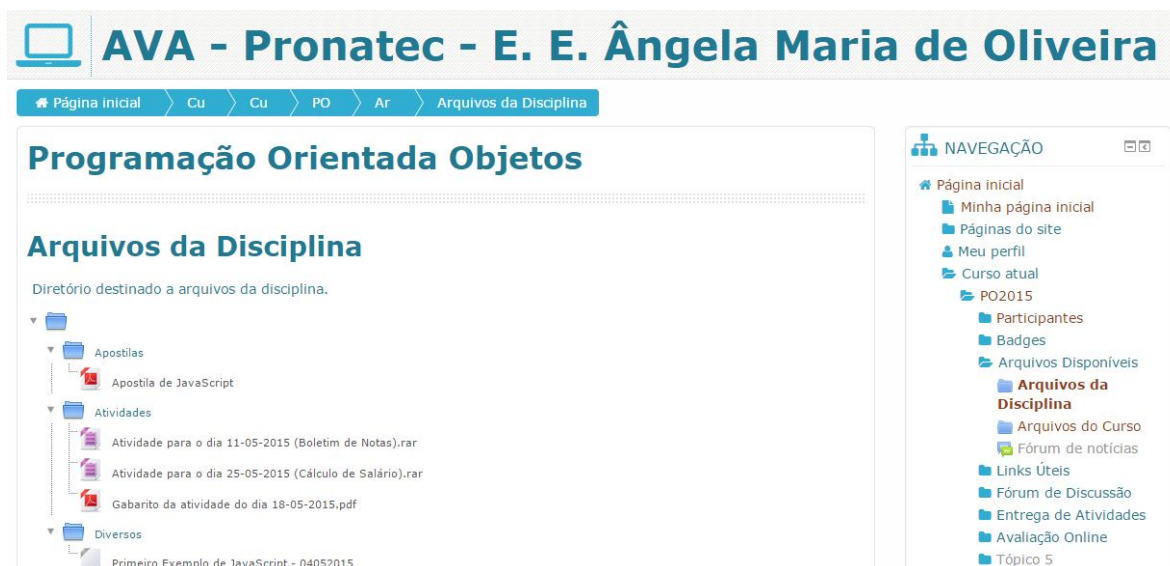 AVA - Pronatec - E. E. Ângela Maria de Oliveira
Página inicial Cu Cu PO Ar Arquivos da Disciplina
Programação Orientada Objetos
Arquivos da Disciplina
Diretório destinado a arquivos da disciplina.
Apostilas
Apostila de JavaScript
Atividades
Atividade para o dia 11-05-2015 (Boletim de Notas).rar
Atividade para o dia 25-05-2015 (Cálculo de Salário).rar
Gabarito da atividade do dia 18-05-2015.pdf
Diversos
Primeiro Exemplo de JavaScript - 04052015
NAVEGAÇÃO
Página inicial
Minha página inicial
Páginas do site
Meu perfil
Curso atual
PO2015
Participantes
Badges
Arquivos Disponíveis
Arquivos da
Disciplina
Arquivos do Curso
Fórum de notícias
Links Úteis
Fórum de Discussão
Entrega de Atividades
Avaliação Online
Tópico 5